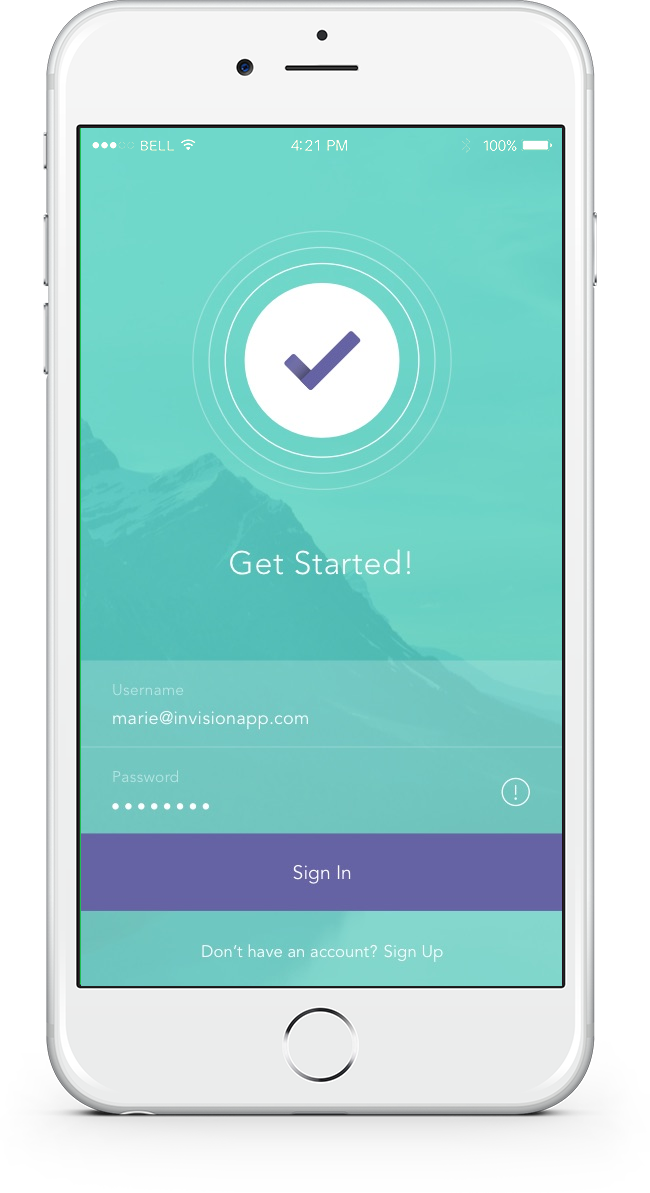 BELL 4:21 PM 100%
Get Started!
Username
marie@invisionapp.com
Password
Sign In
Don’t have an account? Sign Up